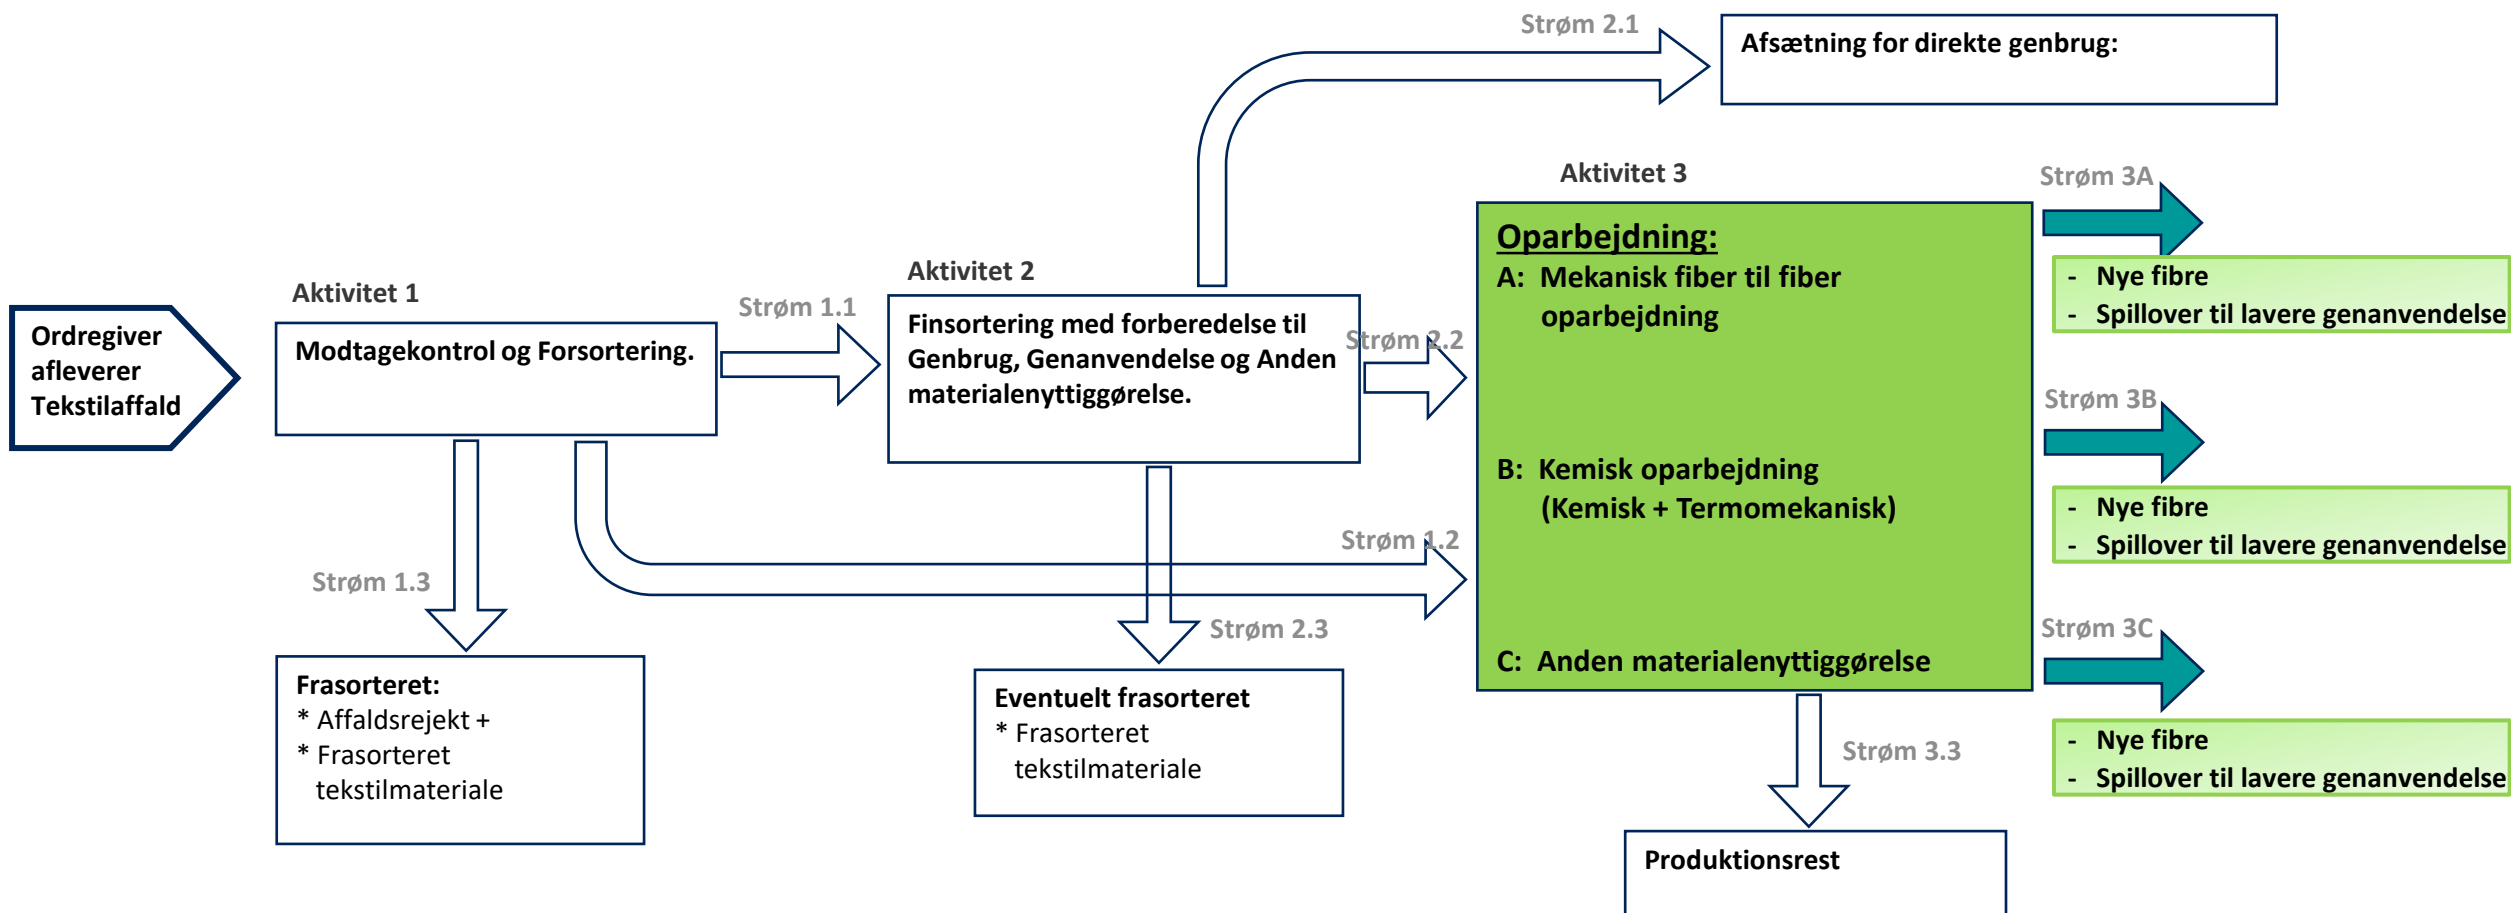 Strøm 2.1
Afsætning for direkte genbrug:
Aktivitet 3
Strøm 3A
Oparbejdning:
A: Mekanisk fiber til fiber
oparbejdning
B: Kemisk oparbejdning
(Kemisk + Termomekanisk)
C: Anden materialenyttiggørelse
- Nye fibre
- Spillover til lavere genanvendelse
Strøm 3B
- Nye fibre
- Spillover til lavere genanvendelse
Strøm 3C
- Nye fibre
- Spillover til lavere genanvendelse
Aktivitet 2
Finsortering med forberedelse til
Genbrug, Genanvendelse og Anden
materialenyttiggørelse.
Strøm 2.2
Aktivitet 1
Modtagekontrol og Forsortering.
Strøm 1.1
Ordregiver
afleverer
Tekstilaffald
Strøm 1.2
Strøm 1.3
Strøm 2.3
Frasorteret:
* Affaldsrejekt +
* Frasorteret
tekstilmateriale
Eventuelt frasorteret
* Frasorteret
tekstilmateriale
Strøm 3.3
Produktionsrest